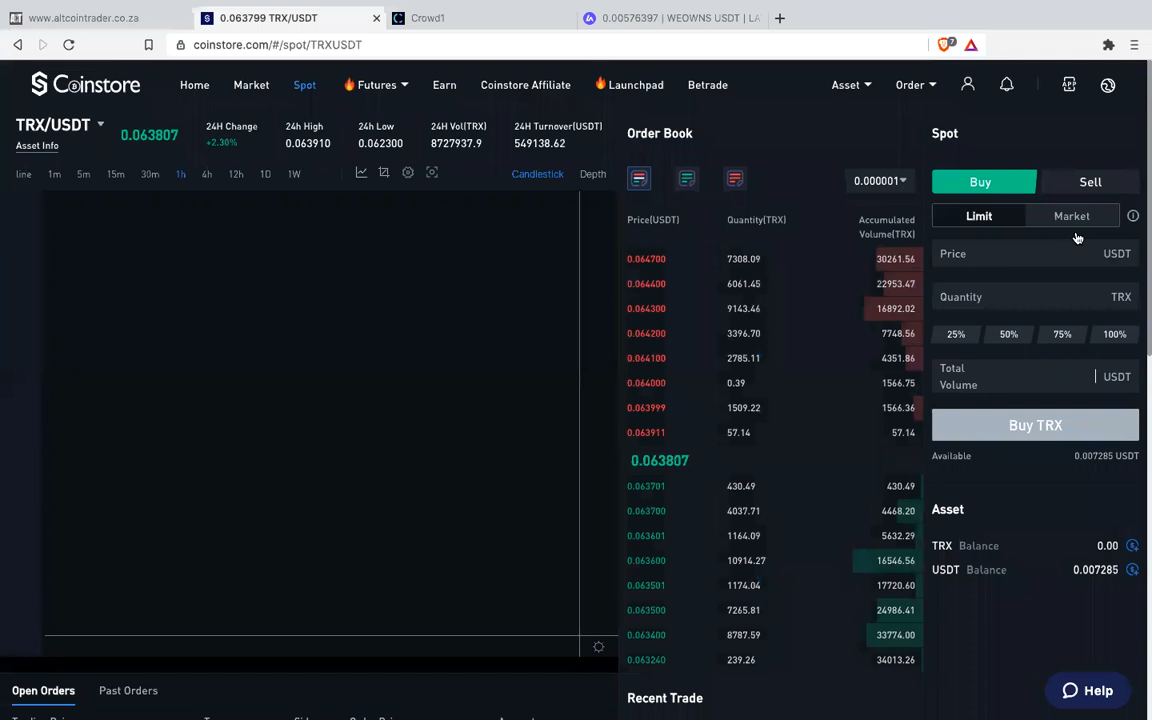 www.altcointrader.co.za
0.063799 TRX/USDT
Crowd1
0.00576397 | WEOWNS USDT | LA
coinstore.com/#/spot/TRXUSDT
7
Coinstore
Home
Market
Spot
Futures
Earn
Coinstore Affiliate
Launchpad
Betrade
Asset
Order
APP
TRX/USDT
Asset Info
0.063807
24H Change
+2.30%
24h High
0.063910
24h Low
0.062300
24H Vol(TRX)
8727937.9
24H Turnover(USDT)
549138.62
line 1m 5m 15m 30m 1h 4h 12h 1D 1W
Candlestick Depth
Order Book
0.000001
Price(USDT) Quantity(TRX) Accumulated
Volume(TRX)
0.064700 7308.09 30261.56
0.064400 6061.45 22953.47
0.064300 9143.46 16892.02
0.064200 3396.70 7748.56
0.064100 2785.11 4351.86
0.064000 0.39 1566.75
0.063999 1509.22 1566.36
0.063911 57.14 57.14
0.063807
0.063701 430.49 430.49
0.063700 4037.71 4468.20
0.063601 1164.09 5632.29
0.063600 10914.27 16546.56
0.063501 1174.04 17720.60
0.063500 7265.81 24986.41
0.063400 8787.59 33774.00
0.063240 239.26 34013.26
Recent Trade
Spot
Buy Sell
Limit Market
Price USDT
Quantity TRX
25% 50% 75% 100%
Total
Volume USDT
Buy TRX
Available 0.007285 USDT
Asset
TRX Balance 0.00
USDT Balance 0.007285
Open Orders Past Orders
Help